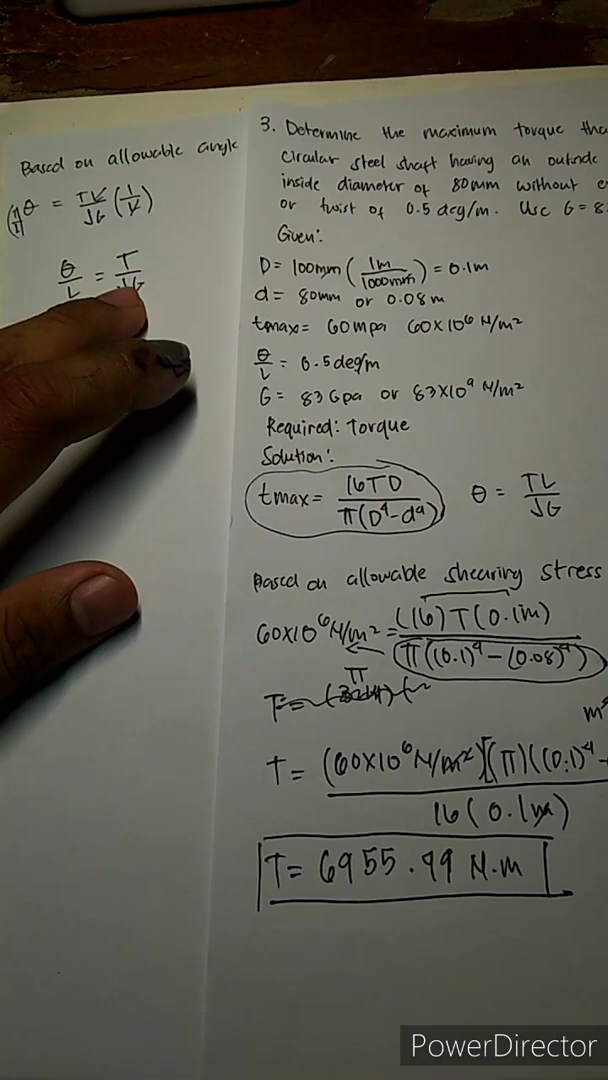 Based on allowable angle
θ = TL/JG (1/L)
θ/L = T/JG
3. Determine the maximum torque tha
circular steel shaft having an outside
inside diameter of 80mm without e
or twist of 0.5 deg/m. Use G = 8
Given:
D = 100mm (1m/1000mm) = 0.1m
d = 80mm or 0.08m
tmax = 60mpa 60x10⁶ N/m²
θ/L = 0.5 deg/m
G = 83 Gpa or 83x10⁹ N/m²
Required: Torque
Solution:
tmax = 16TD/π(D⁴-d⁴) θ = TL/JG
Based on allowable shearing stress
60x10⁶ N/m² = (16)T(0.1m)/π((0.1)⁴-(0.08)⁴)
π
T = (60x10⁶ N/m²)(π)((0.1)⁴-/16(0.1m)
T = 6955.99 N.m
PowerDirector